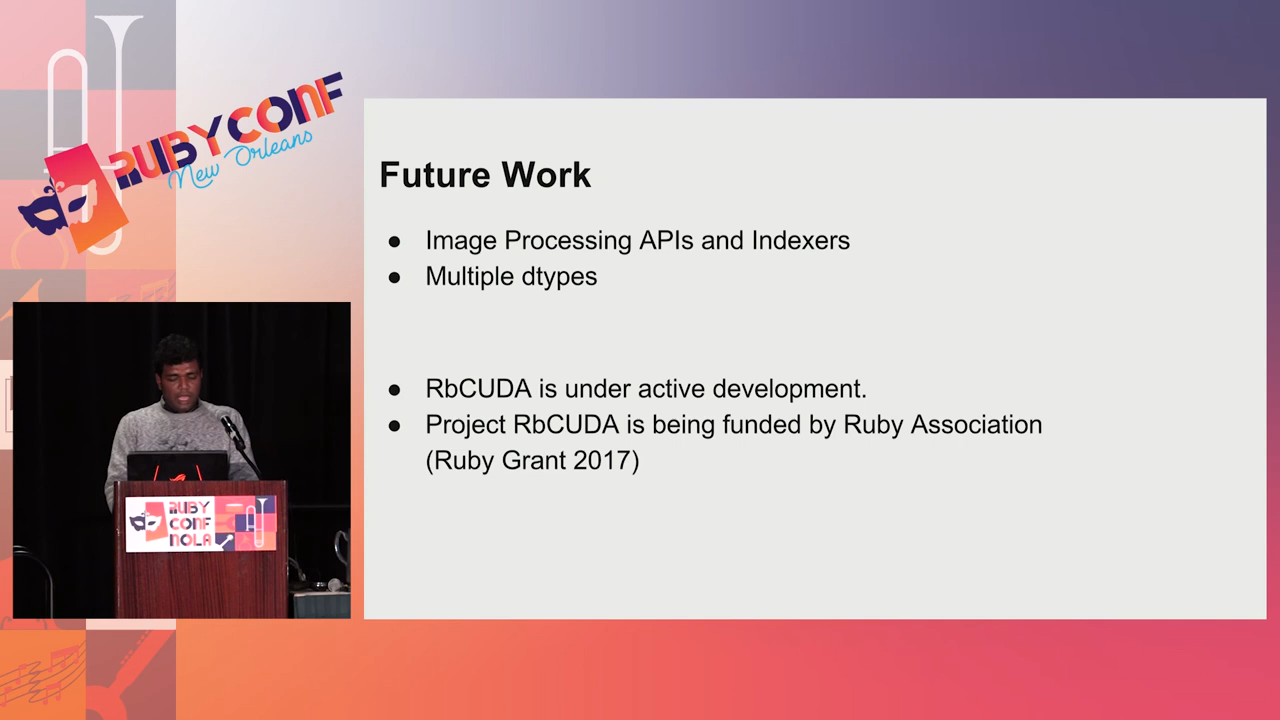 RUBYCONF
New Orleans
Future Work
● Image Processing APIs and Indexers
● Multiple dtypes
● RbCUDA is under active development.
● Project RbCUDA is being funded by Ruby Association
(Ruby Grant 2017)
RUBY
CONF
NOLA